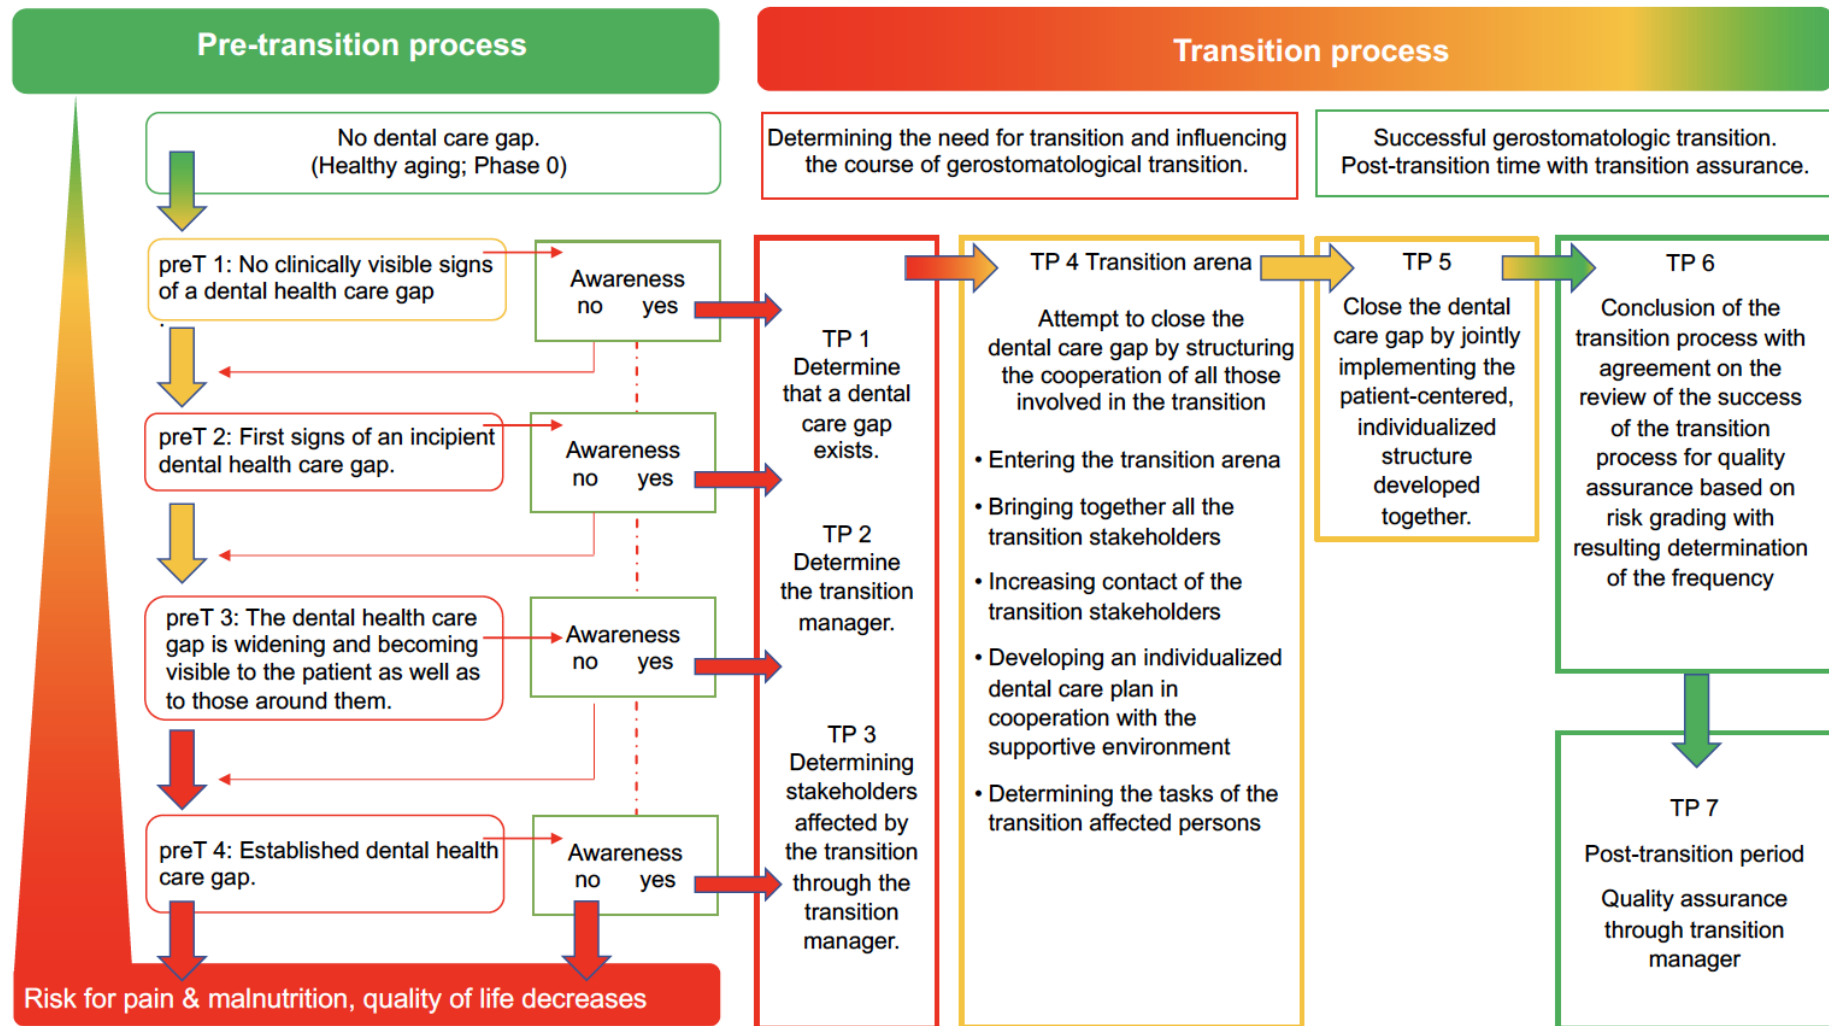 Pre-transition process
Transition process
No dental care gap.
(Healthy aging; Phase 0)
Determining the need for transition and influencing
the course of gerostomatological transition.
Successful gerostomatologic transition.
Post-transition time with transition assurance.
preT 1: No clinically visible signs
of a dental health care gap
.
Awareness
no yes
preT 2: First signs of an incipient
dental health care gap.
Awareness
no yes
preT 3: The dental health care
gap is widening and becoming
visible to the patient as well as
to those around them.
Awareness
no yes
preT 4: Established dental health
care gap.
Awareness
no yes
Risk for pain & malnutrition, quality of life decreases
TP 1
Determine
that a dental
care gap
exists.
TP 2
Determine
the transition
manager.
TP 3
Determining
stakeholders
affected by
the transition
through the
transition
manager.
TP 4 Transition arena
Attempt to close the
dental care gap by structuring
the cooperation of all those
involved in the transition
• Entering the transition arena
• Bringing together all the
transition stakeholders
• Increasing contact of the
transition stakeholders
• Developing an individualized
dental care plan in
cooperation with the
supportive environment
• Determining the tasks of the
transition affected persons
TP 5
Close the dental
care gap by jointly
implementing the
patient-centered,
individualized
structure
developed
together.
TP 6
Conclusion of the
transition process with
agreement on the
review of the success
of the transition
process for quality
assurance based on
risk grading with
resulting determination
of the frequency
TP 7
Post-transition period
Quality assurance
through transition
manager